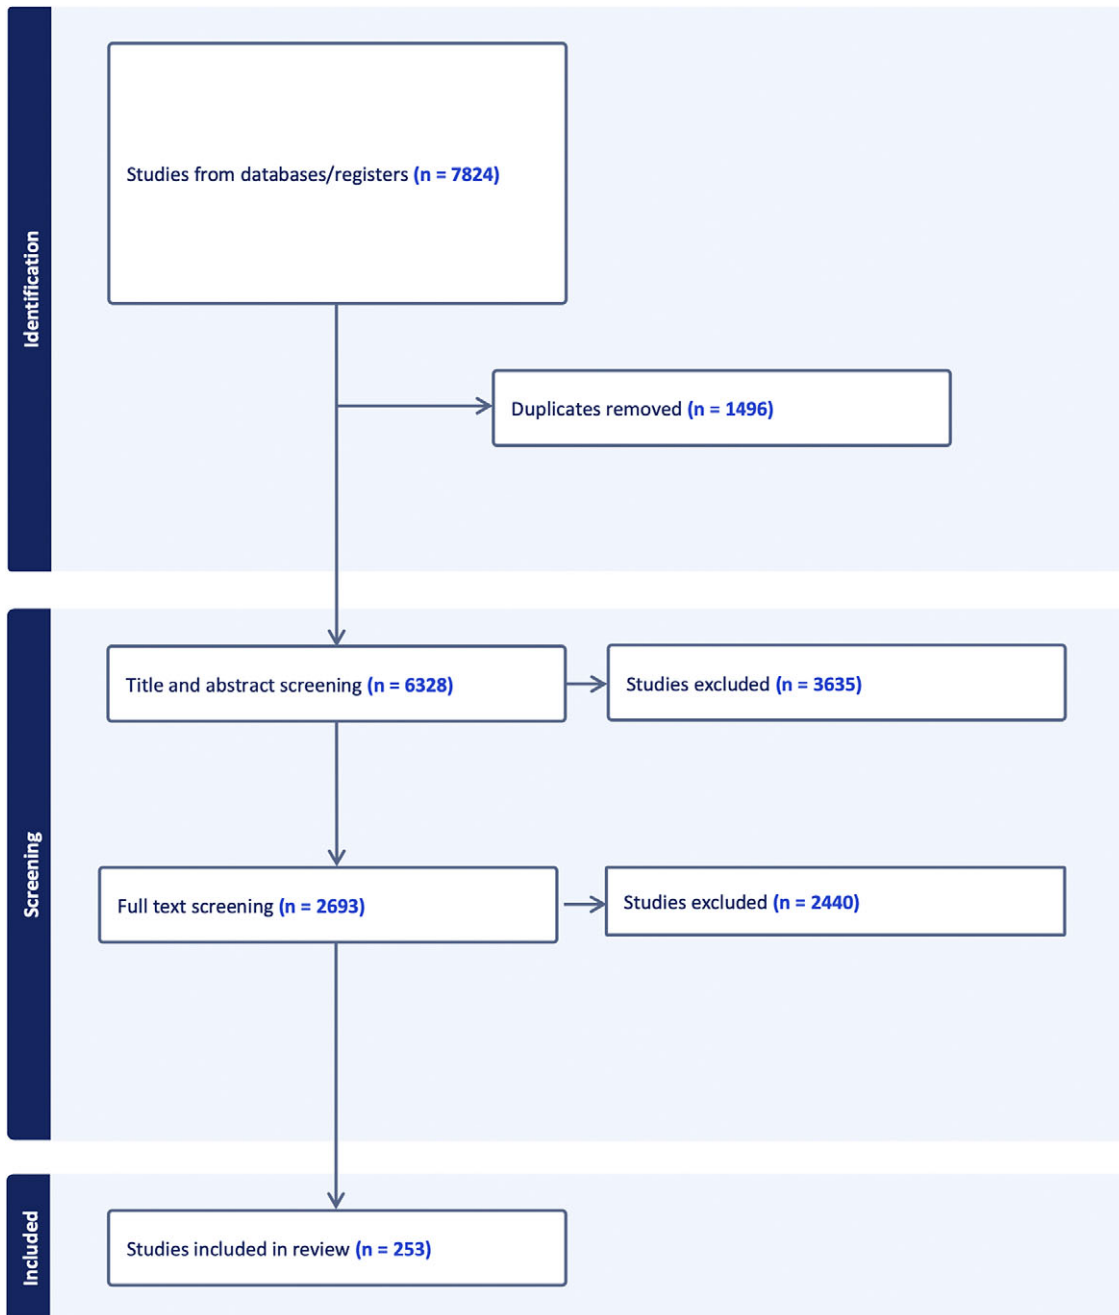 Identification
Studies from databases/registers (n = 7824)
Duplicates removed (n = 1496)
Screening
Title and abstract screening (n = 6328)
Studies excluded (n = 3635)
Full text screening (n = 2693)
Studies excluded (n = 2440)
Included
Studies included in review (n = 253)